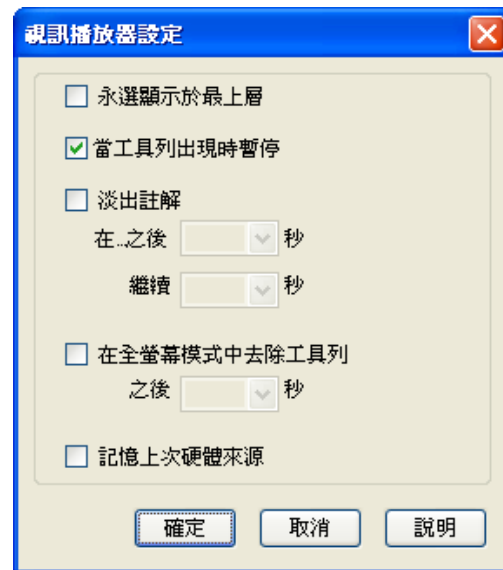 視訊播放器設定
永選顯示於最上層
當工具列出現時暫停
淡出註解
在...之後 秒
繼續 秒
在全螢幕模式中去除工具列
之後 秒
記憶上次硬體來源
確定 取消 說明